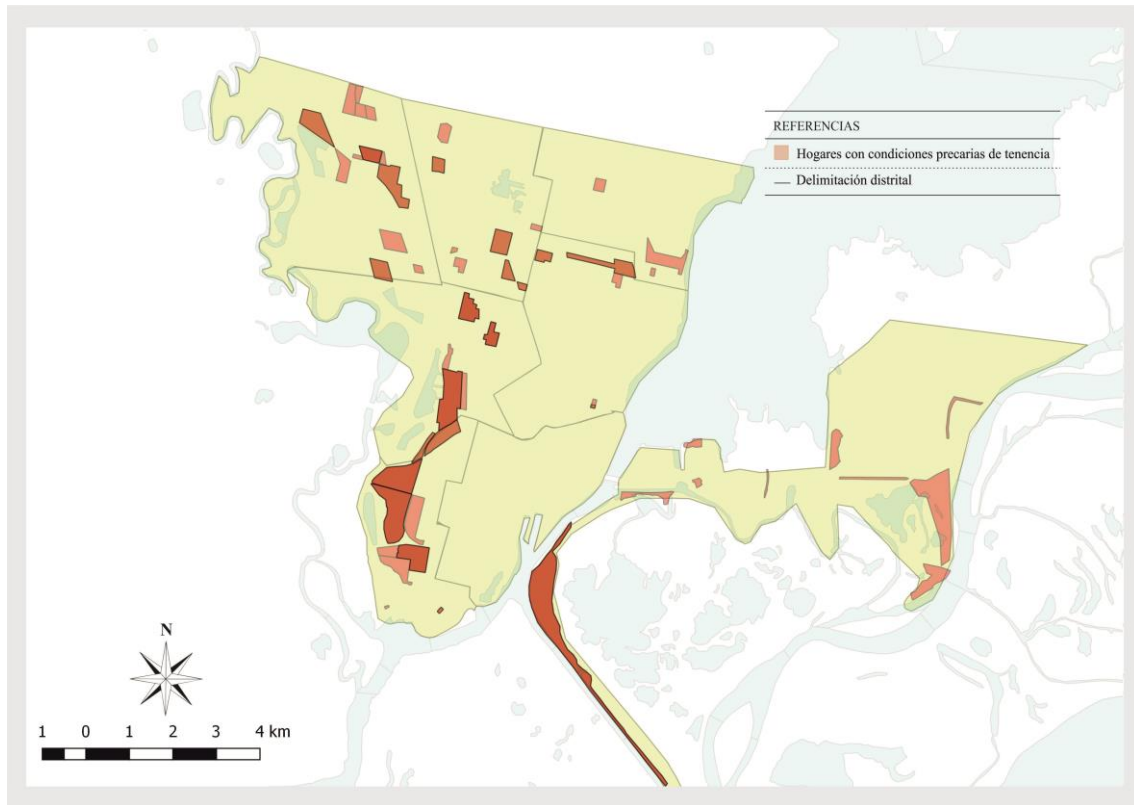 REFERENCIAS
Hogares con condiciones precarias de tenencia
Delimitación distrital
N
1 0 1 2 3 4 km